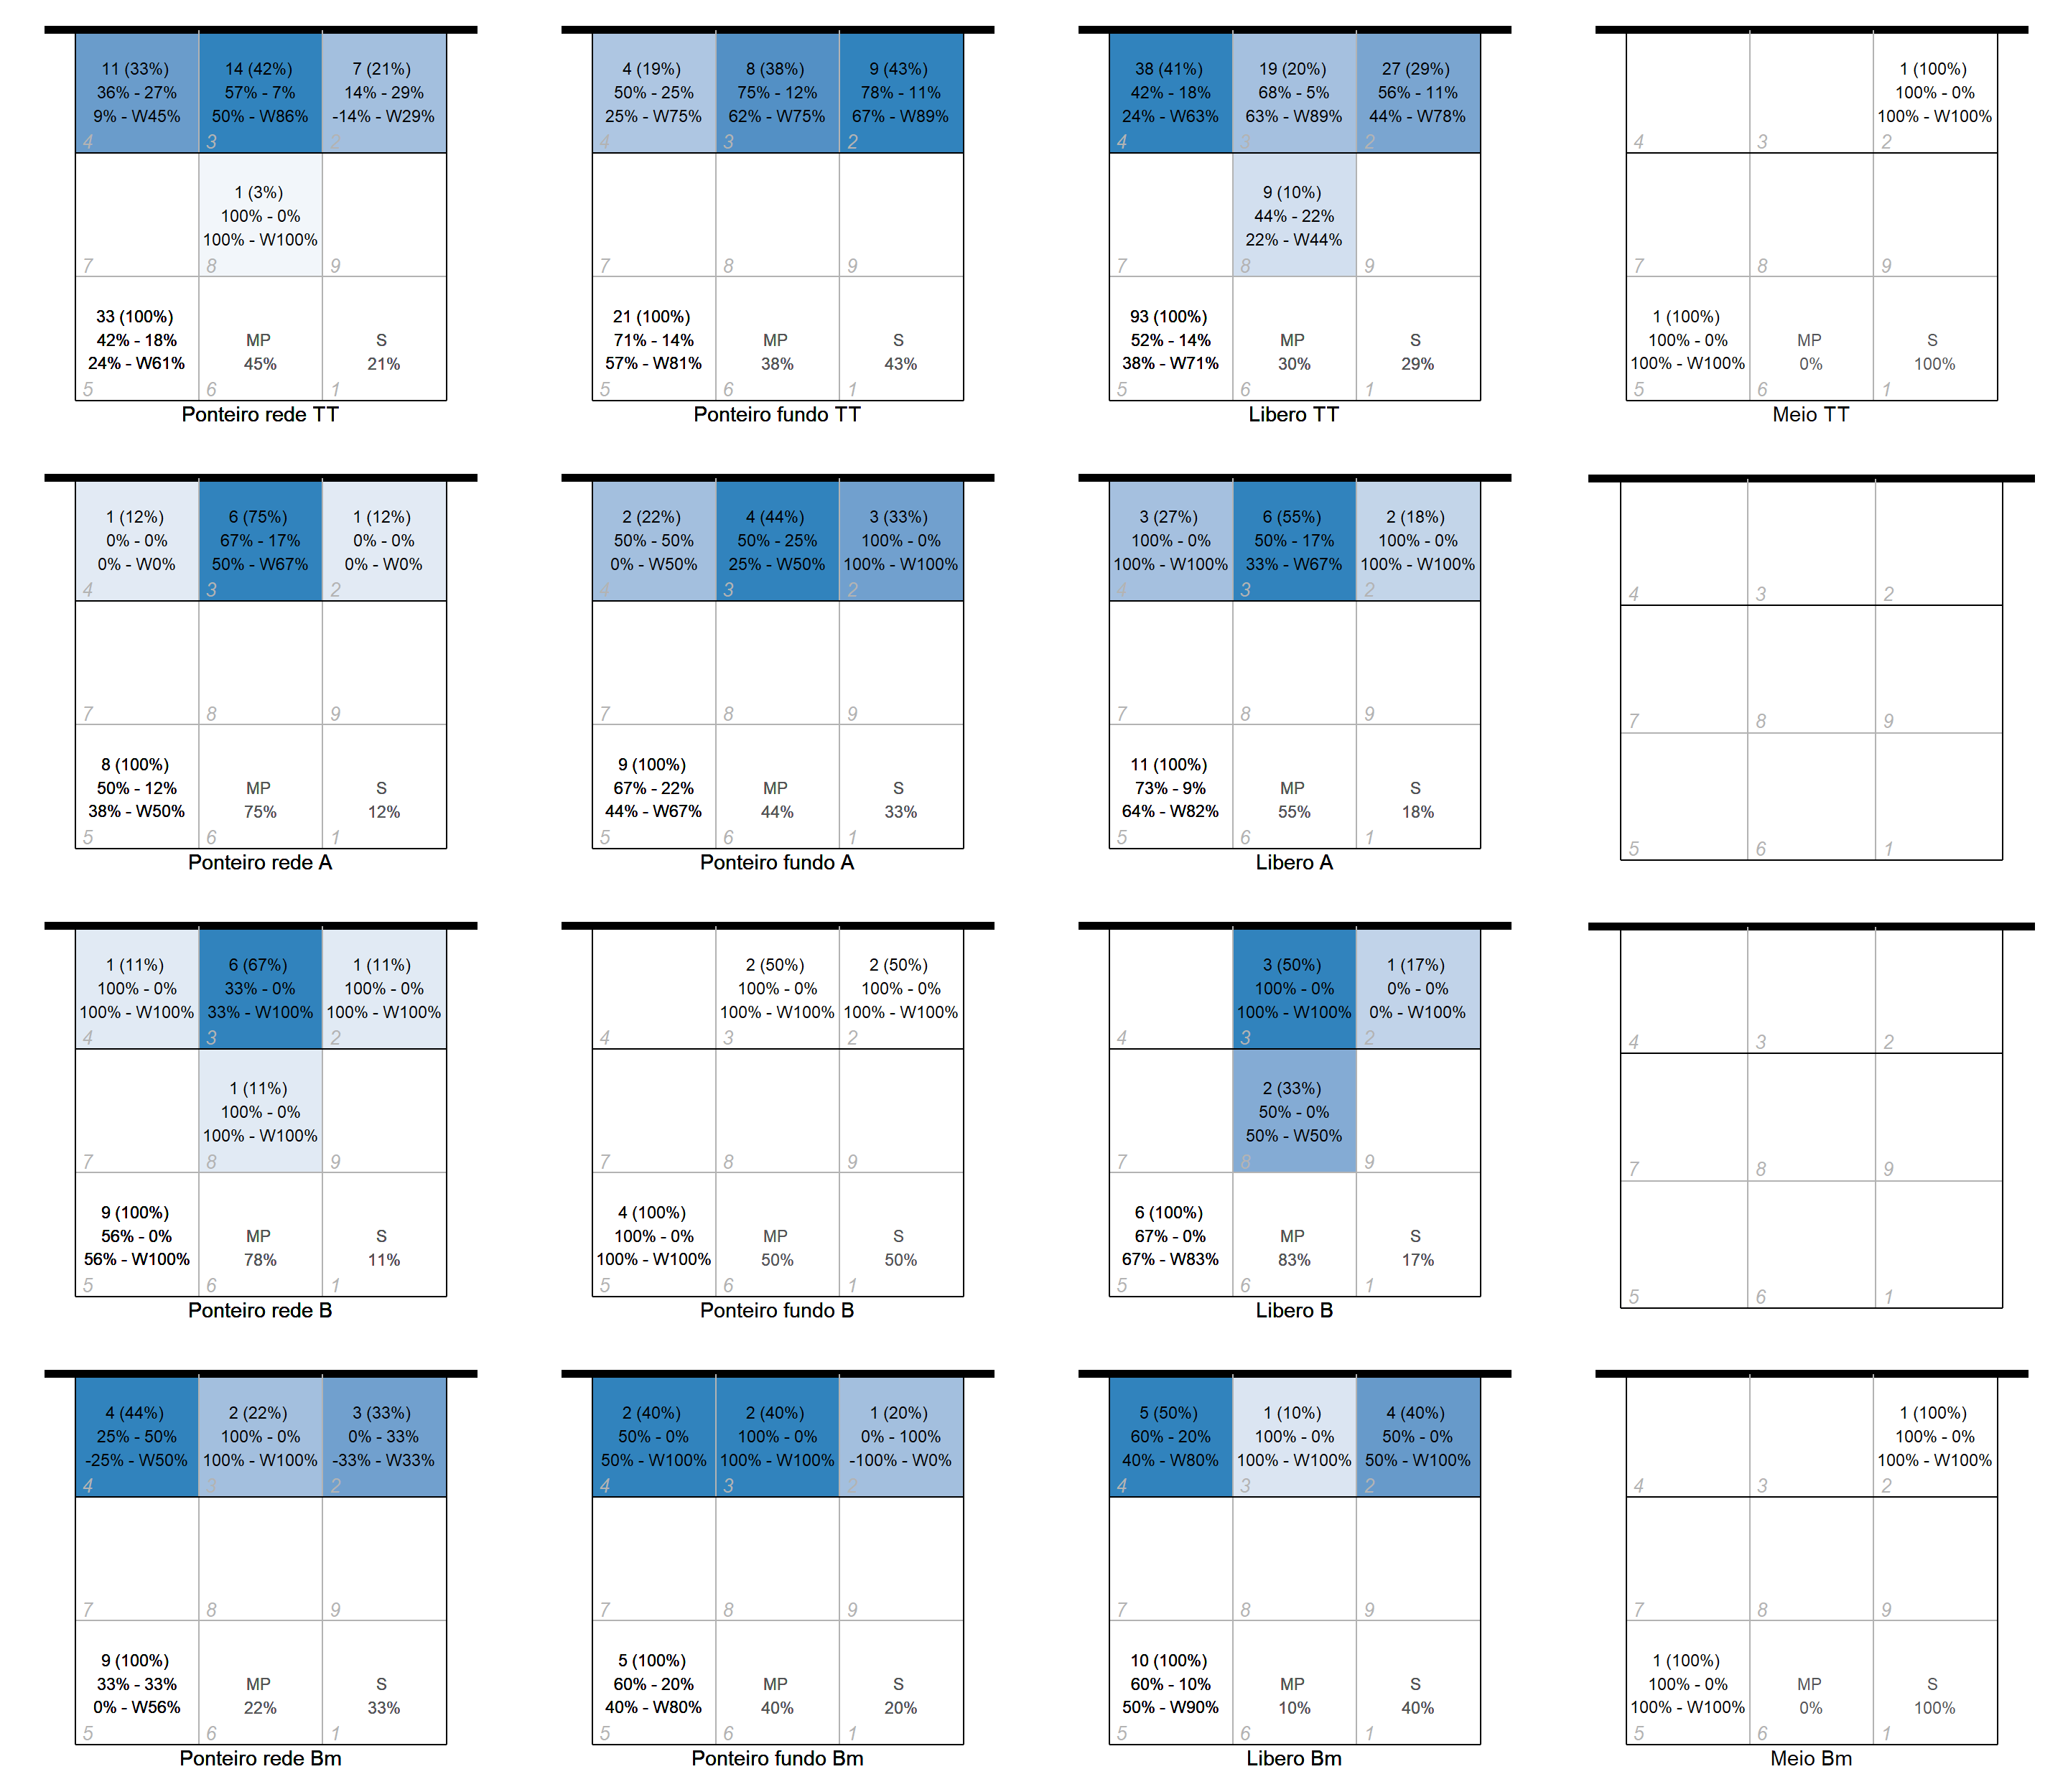 11 (33%)
36% - 27%
9% - W45%
4
14 (42%)
57% - 7%
50% - W86%
3
7 (21%)
14% - 29%
-14% - W29%
2
7
1 (3%)
100% - 0%
100% - W100%
8
9
33 (100%)
42% - 18%
24% - W61%
5
MP
45%
6
S
21%
1
Ponteiro rede TT
4 (19%)
50% - 25%
25% - W75%
4
8 (38%)
75% - 12%
62% - W75%
3
9 (43%)
78% - 11%
67% - W89%
2
7
8
9
21 (100%)
71% - 14%
57% - W81%
5
MP
38%
6
S
43%
1
Ponteiro fundo TT
38 (41%)
42% - 18%
24% - W63%
4
19 (20%)
68% - 5%
63% - W89%
3
27 (29%)
56% - 11%
44% - W78%
2
7
9 (10%)
44% - 22%
22% - W44%
8
9
93 (100%)
52% - 14%
38% - W71%
5
MP
30%
6
S
29%
1
Libero TT
4
3
1 (100%)
100% - 0%
100% - W100%
2
7
8
9
1 (100%)
100% - 0%
100% - W100%
5
MP
0%
6
S
100%
1
Meio TT
1 (12%)
0% - 0%
0% - W0%
4
6 (75%)
67% - 17%
50% - W67%
3
1 (12%)
0% - 0%
0% - W0%
2
7
8
9
8 (100%)
50% - 12%
38% - W50%
5
MP
75%
6
S
12%
1
Ponteiro rede A
2 (22%)
50% - 50%
0% - W50%
4
4 (44%)
50% - 25%
25% - W50%
3
3 (33%)
100% - 0%
100% - W100%
2
7
8
9
9 (100%)
67% - 22%
44% - W67%
5
MP
44%
6
S
33%
1
Ponteiro fundo A
3 (27%)
100% - 0%
100% - W100%
4
6 (55%)
50% - 17%
33% - W67%
3
2 (18%)
100% - 0%
100% - W100%
2
7
8
9
11 (100%)
73% - 9%
64% - W82%
5
MP
55%
6
S
18%
1
Libero A
4
3
2
7
8
9
5
6
1
1 (11%)
100% - 0%
100% - W100%
4
6 (67%)
33% - 0%
33% - W100%
3
1 (11%)
100% - 0%
100% - W100%
2
7
1 (11%)
100% - 0%
100% - W100%
8
9
9 (100%)
56% - 0%
56% - W100%
5
MP
78%
6
S
11%
1
Ponteiro rede B
4
2 (50%)
100% - 0%
100% - W100%
3
2 (50%)
100% - 0%
100% - W100%
2
7
8
9
4 (100%)
100% - 0%
100% - W100%
5
MP
50%
6
S
50%
1
Ponteiro fundo B
4
3 (50%)
100% - 0%
100% - W100%
3
1 (17%)
0% - 0%
0% - W100%
2
7
2 (33%)
50% - 0%
50% - W50%
8
9
6 (100%)
67% - 0%
67% - W83%
5
MP
83%
6
S
17%
1
Libero B
4
3
2
7
8
9
5
6
1
4 (44%)
25% - 50%
-25% - W50%
4
2 (22%)
100% - 0%
100% - W100%
3
3 (33%)
0% - 33%
-33% - W33%
2
7
8
9
9 (100%)
33% - 33%
0% - W56%
5
MP
22%
6
S
33%
1
Ponteiro rede Bm
2 (40%)
50% - 0%
50% - W100%
4
2 (40%)
100% - 0%
100% - W100%
3
1 (20%)
0% - 100%
-100% - W0%
2
7
8
9
5 (100%)
60% - 20%
40% - W80%
5
MP
40%
6
S
20%
1
Ponteiro fundo Bm
5 (50%)
60% - 20%
40% - W80%
4
1 (10%)
100% - 0%
100% - W100%
3
4 (40%)
50% - 0%
50% - W100%
2
7
8
9
10 (100%)
60% - 10%
50% - W90%
5
MP
10%
6
S
40%
1
Libero Bm
4
3
1 (100%)
100% - 0%
100% - W100%
2
7
8
9
1 (100%)
100% - 0%
100% - W100%
5
MP
0%
6
S
100%
1
Meio Bm